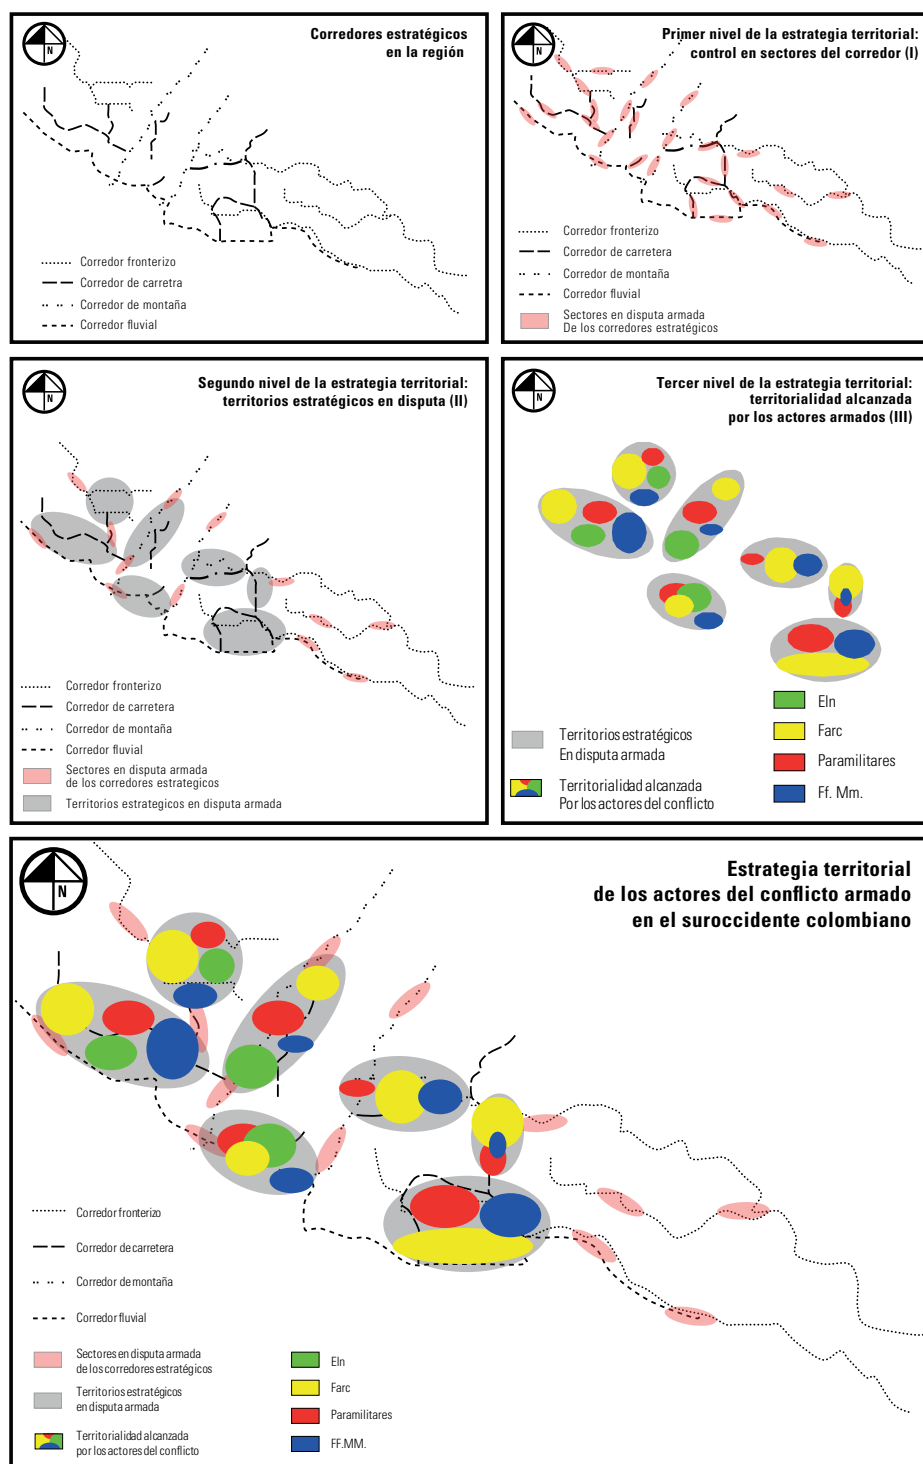 Corredores estratégicos
en la región
N
Corredor fronterizo
Corredor de carretra
Corredor de montaña
Corredor fluvial
Primer nivel de la estrategia territorial:
control en sectores del corredor (I)
N
Corredor fronterizo
Corredor de carretera
Corredor de montaña
Corredor fluvial
Sectores en disputa armada
De los corredores estratégicos
Segundo nivel de la estrategia territorial:
territorios estratégicos en disputa (II)
N
Corredor fronterizo
Corredor de carretera
Corredor de montaña
Corredor fluvial
Sectores en disputa armada
de los corredores estrategicos
Territorios estrategicos en disputa armada
Tercer nivel de la estrategia territorial:
territorialidad alcanzada
por los actores armados (III)
N
Territorios estratégicos
En disputa armada
Territorialidad alcanzada
Por los actores del conflicto
Eln
Farc
Paramilitares
Ff. Mm.
Estrategia territorial
de los actores del conflicto armado
en el suroccidente colombiano
N
Corredor fronterizo
Corredor de carretera
Corredor de montaña
Corredor fluvial
Sectores en disputa armada
de los corredores estratégicos
Territorios estratégicos
en disputa armada
Territorialidad alcanzada
por los actores del conflicto
Eln
Farc
Paramilitares
FF.MM.